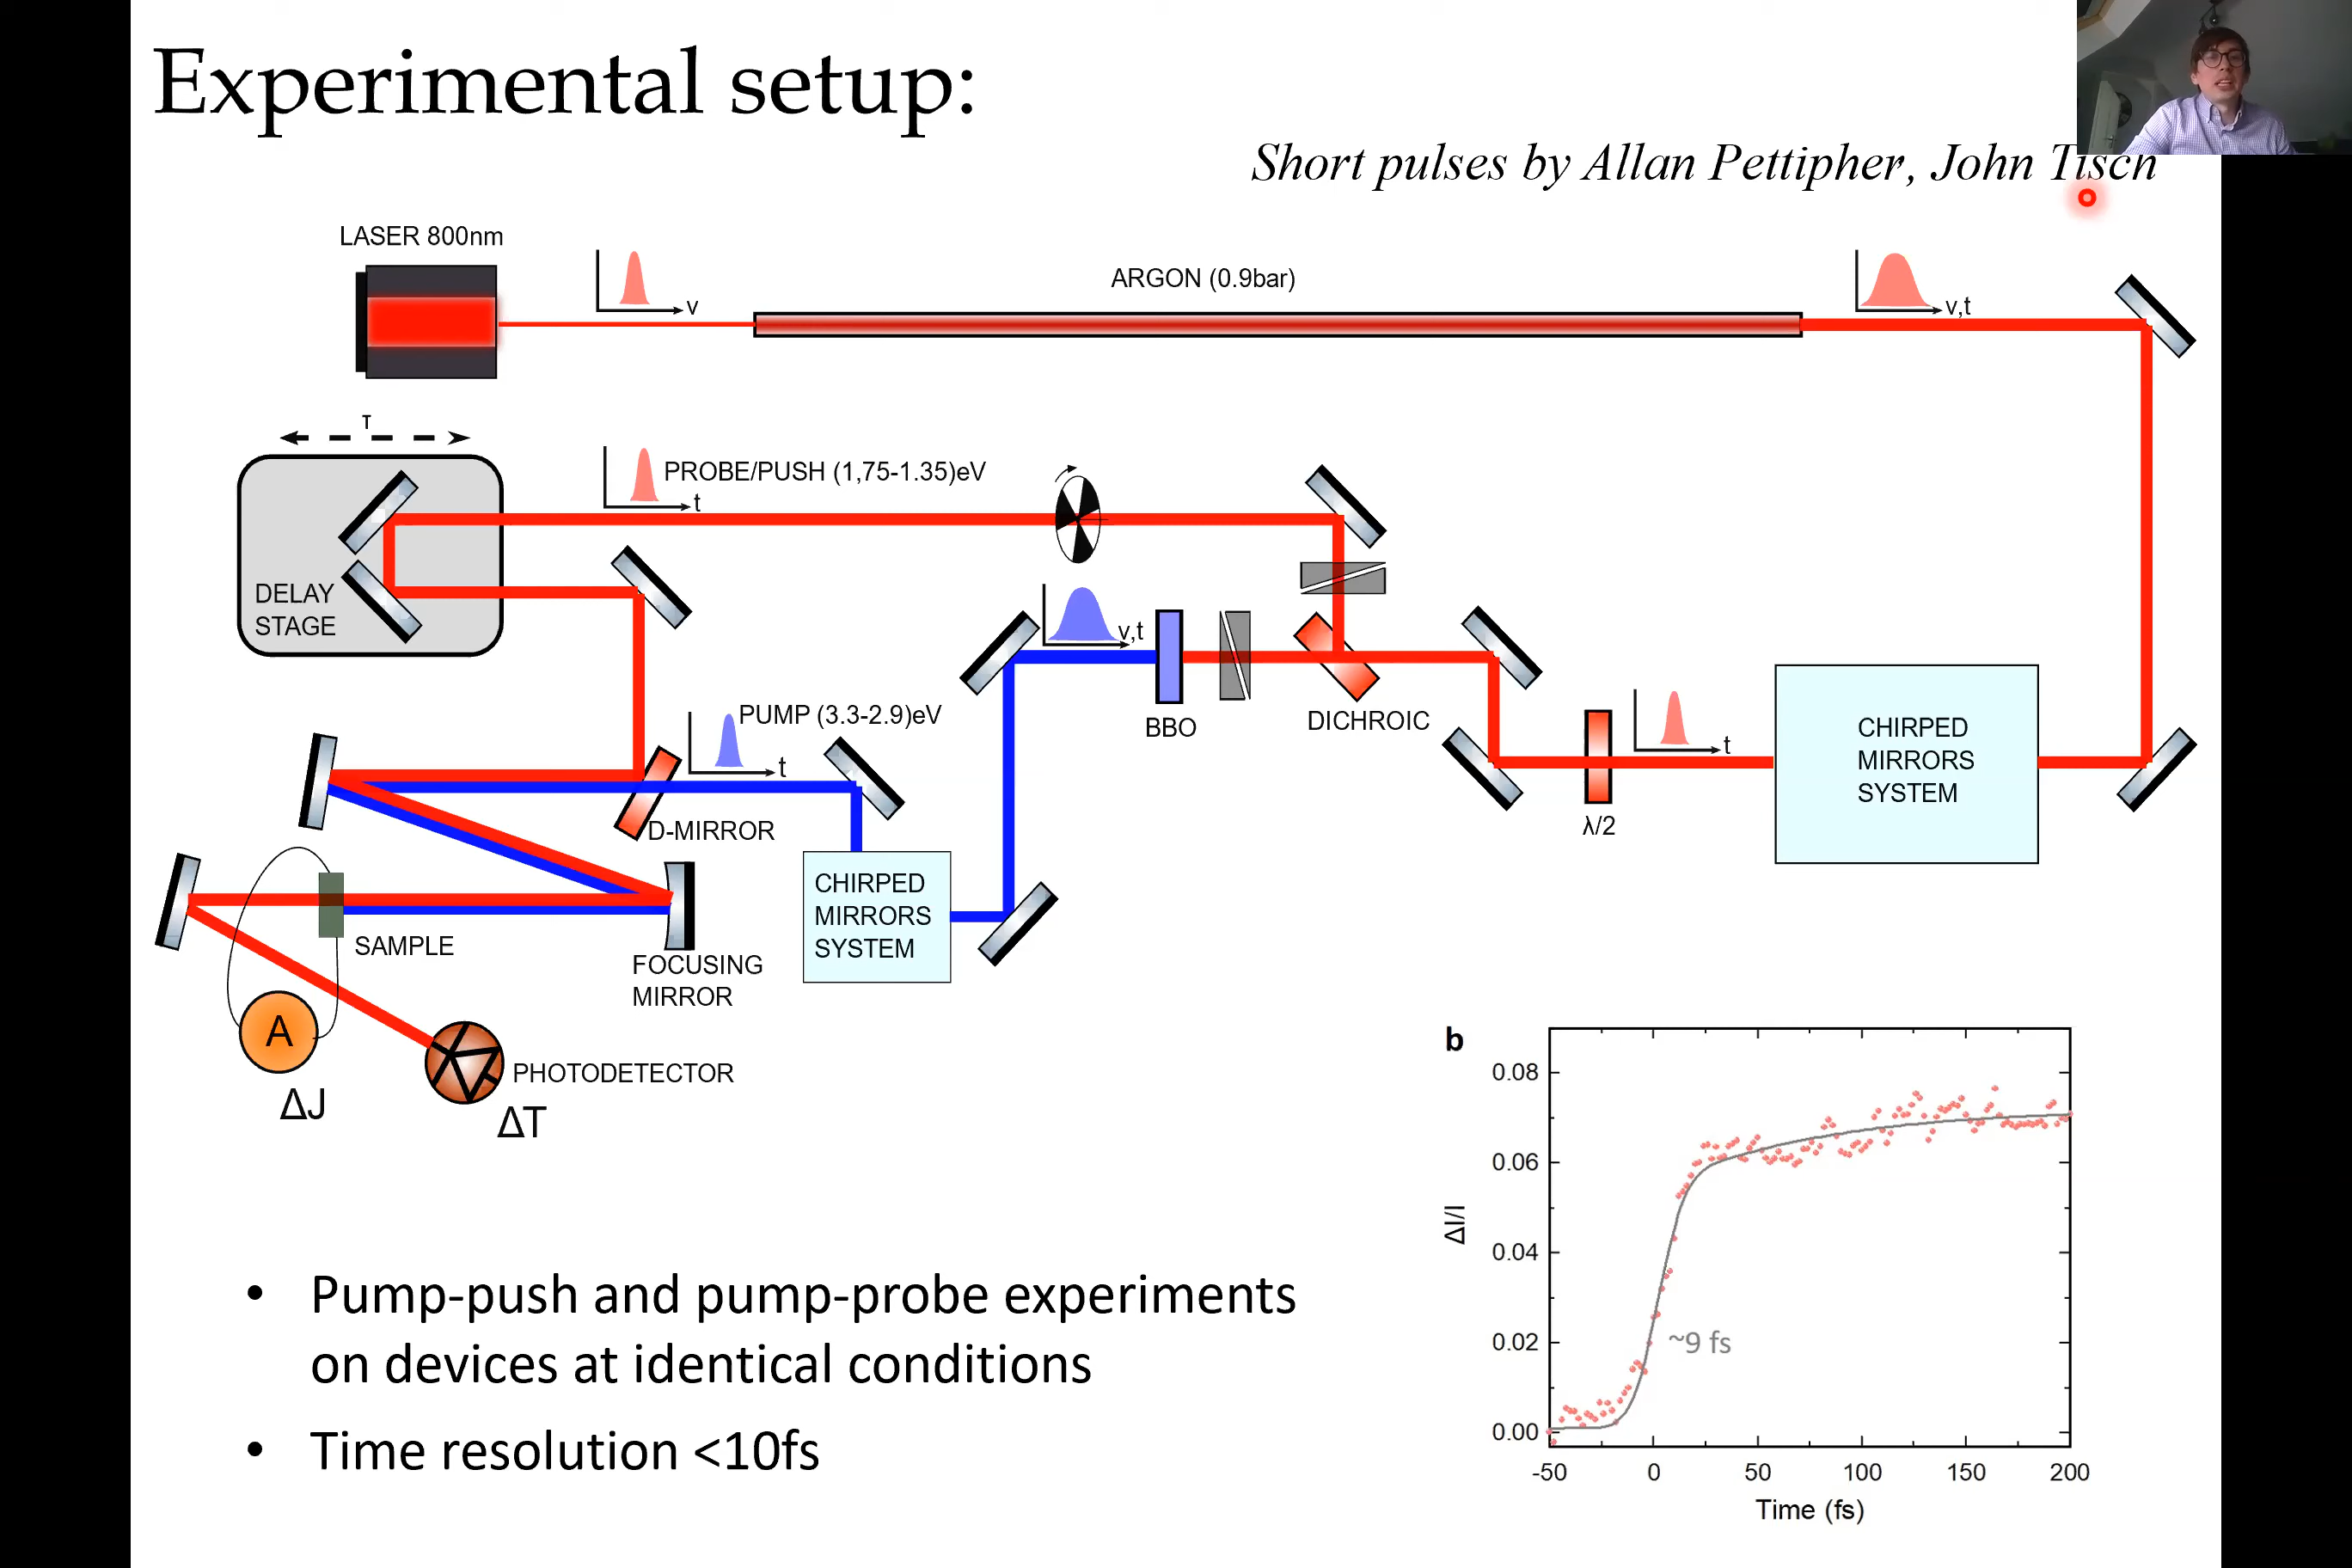 Experimental setup:
Short pulses by Allan Pettipher, John Tisch
LASER 800nm
v
ARGON (0.9bar)
v,t
τ
PROBE/PUSH (1,75-1.35)eV
t
DELAY
STAGE
v,t
BBO
DICHROIC
t
λ/2
CHIRPED
MIRRORS
SYSTEM
PUMP (3.3-2.9)eV
t
D-MIRROR
CHIRPED
MIRRORS
SYSTEM
SAMPLE
FOCUSING
MIRROR
A
ΔJ
PHOTODETECTOR
ΔT
b
0.08
0.06
0.04
0.02
0.00
ΔI/I
~9 fs
-50 0 50 100 150 200
Time (fs)
• Pump-push and pump-probe experiments
on devices at identical conditions
• Time resolution <10fs